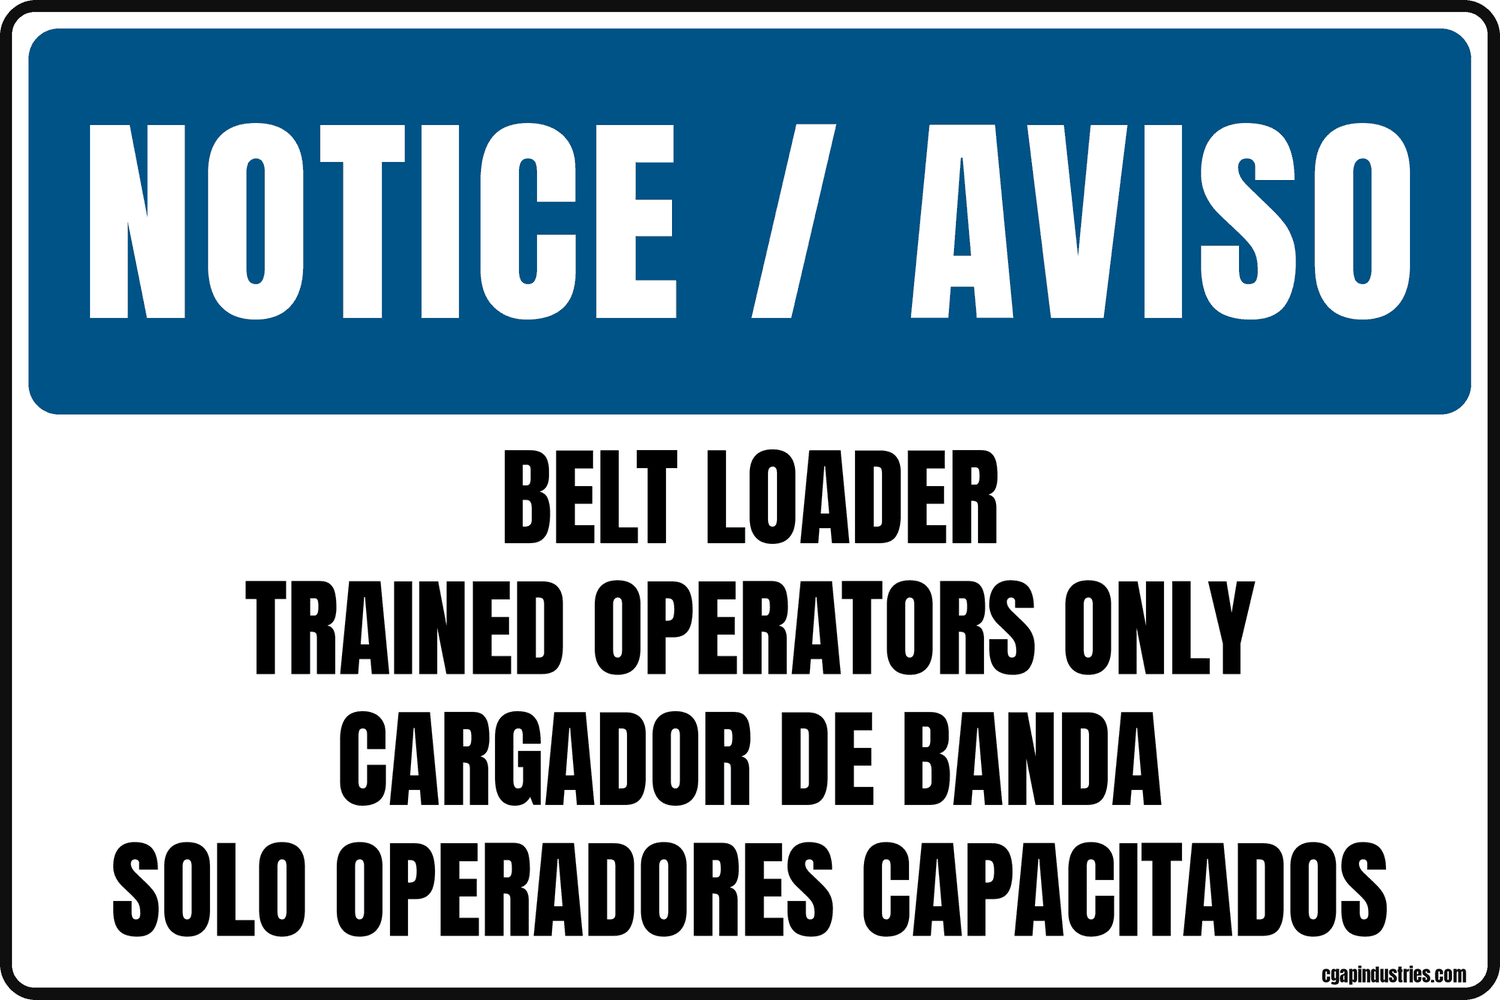 NOTICE / AVISO
BELT LOADER
TRAINED OPERATORS ONLY
CARGADOR DE BANDA
SOLO OPERADORES CAPACITADOS
cgapindustries.com